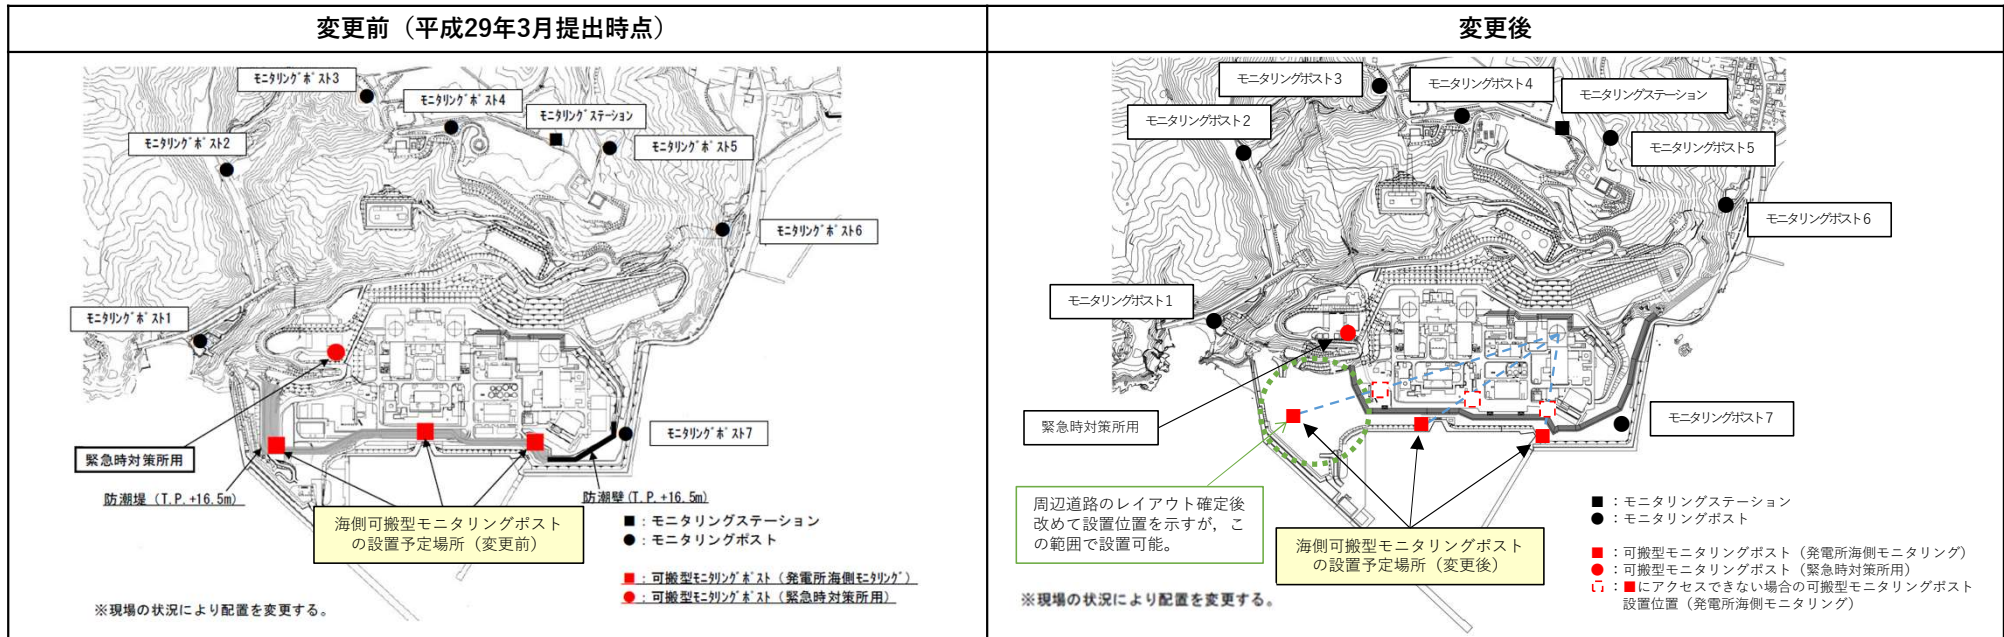 変更前（平成29年3月提出時点）
モニタリングポスト3
モニタリングポスト4
モニタリングステーション
モニタリングポスト2
モニタリングポスト5
モニタリングポスト6
モニタリングポスト1
モニタリングポスト7
緊急時対策所用
防潮堤（T.P.+16.5m）
防潮壁（T.P.+16.5m）
海側可搬型モニタリングポスト
の設置予定場所（変更前）
■：モニタリングステーション
●：モニタリングポスト
■：可搬型モニタリングポスト（発電所海側モニタリング）
●：可搬型モニタリングポスト（緊急時対策所用）
※現場の状況により配置を変更する。
変更後
モニタリングポスト3
モニタリングポスト4
モニタリングステーション
モニタリングポスト2
モニタリングポスト5
モニタリングポスト6
モニタリングポスト1
緊急時対策所用
モニタリングポスト7
周辺道路のレイアウト確定後
改めて設置位置を示すが，こ
の範囲で設置可能。
海側可搬型モニタリングポスト
の設置予定場所（変更後）
■：モニタリングステーション
●：モニタリングポスト
■：可搬型モニタリングポスト（発電所海側モニタリング）
●：可搬型モニタリングポスト（緊急時対策所用）
：■にアクセスできない場合の可搬型モニタリングポスト
設置位置（発電所海側モニタリング）
※現場の状況により配置を変更する。